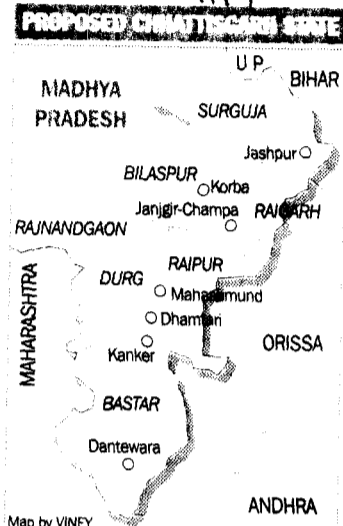 PROPOSED CHHATTISGARH STATE
U P
BIHAR
MADHYA
PRADESH
SURGUJA
Jashpur
BILASPUR
Korba
Janjgir-Champa
RAIGARH
RAJNANDGAON
RAIPUR
DURG
Mahasamund
MAHARASHTRA
Dhamtari
ORISSA
Kanker
BASTAR
Dantewara
ANDHRA
Map by VINEY